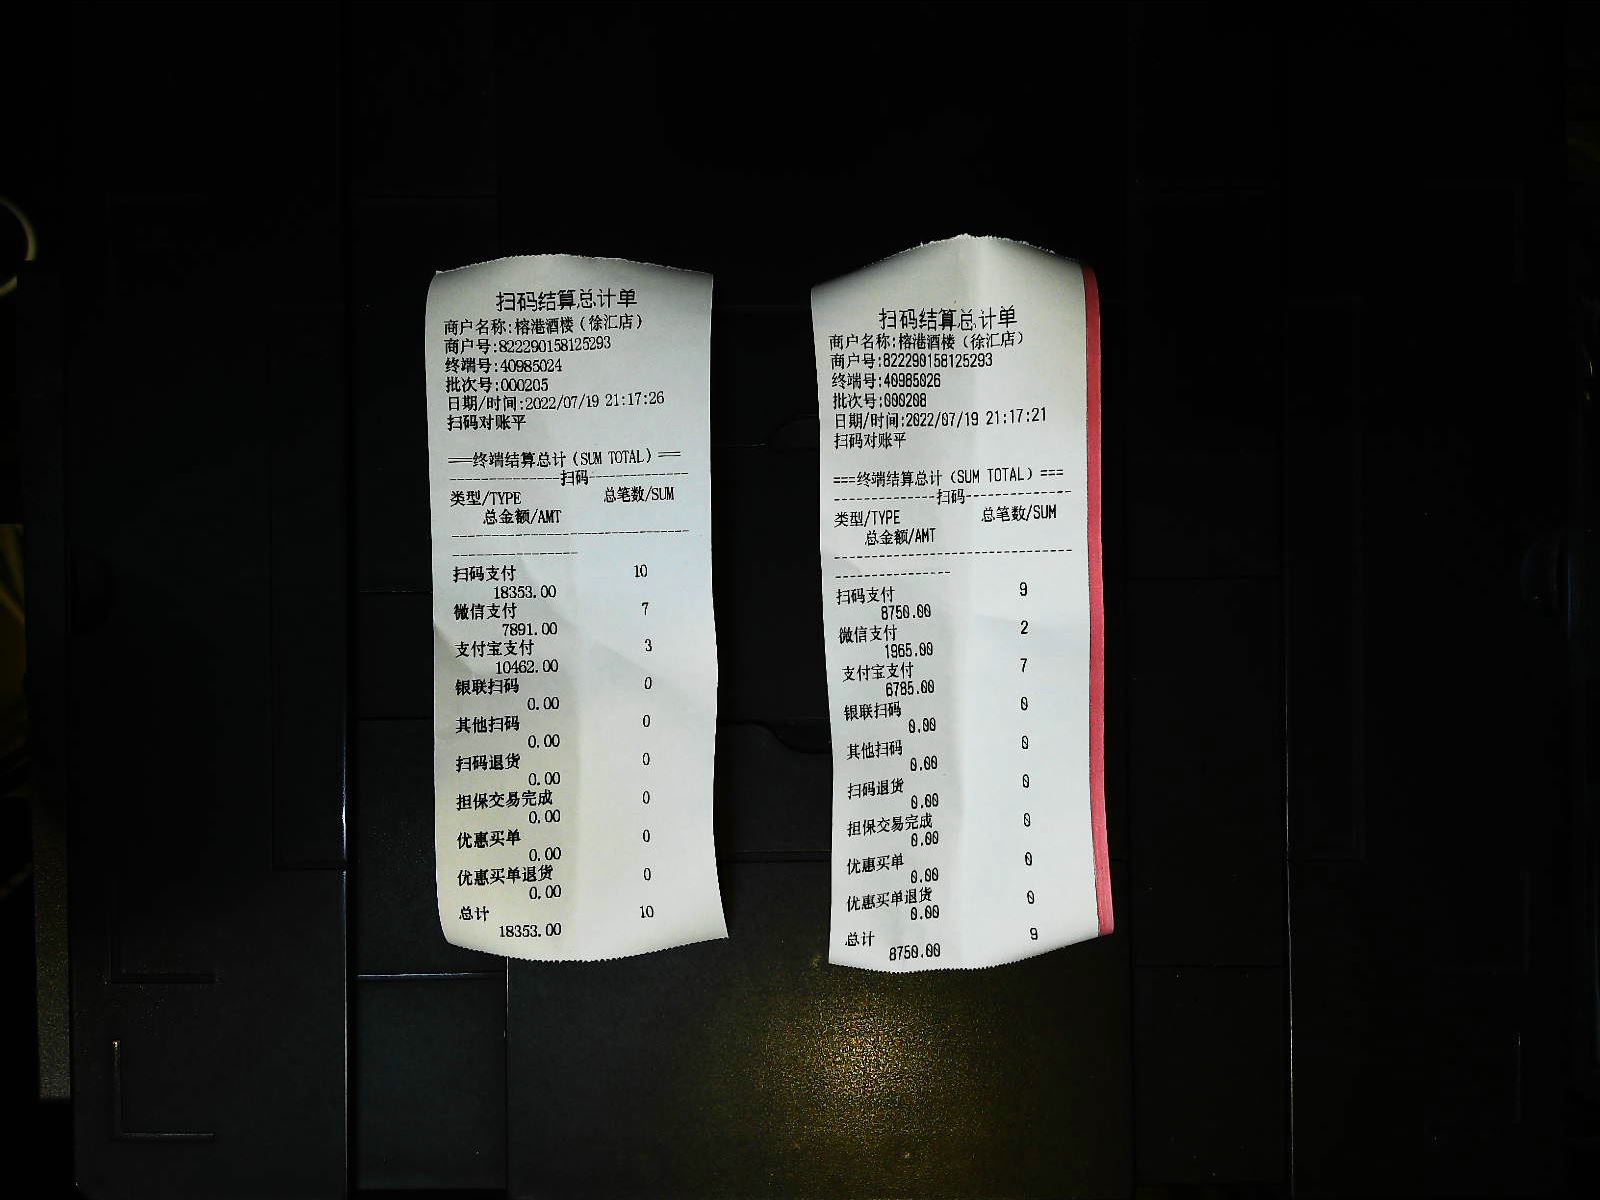 扫码结算总计单
商户名称:榕港酒楼（徐汇店）
商户号:822290158125293
终端号:40985024
批次号:000205
日期/时间:2022/07/19 21:17:26
扫码对账平
===终端结算总计（SUM TOTAL）===
---------------扫码---------------
类型/TYPE 总笔数/SUM
总金额/AMT
扫码支付 10
18353.00
微信支付 7
7891.00
支付宝支付 3
10462.00
银联扫码 0
0.00
其他扫码 0
0.00
扫码退货 0
0.00
担保交易完成 0
0.00
优惠买单 0
0.00
优惠买单退货 0
0.00
总计 10
18353.00
扫码结算总计单
商户名称:榕港酒楼（徐汇店）
商户号:822290158125293
终端号:40985026
批次号:000208
日期/时间:2022/07/19 21:17:21
扫码对账平
===终端结算总计（SUM TOTAL）===
---------------扫码---------------
类型/TYPE 总笔数/SUM
总金额/AMT
扫码支付 9
8750.00
微信支付 2
1965.00
支付宝支付 7
6785.00
银联扫码 0
0.00
其他扫码 0
0.00
扫码退货 0
0.00
担保交易完成 0
0.00
优惠买单 0
0.00
优惠买单退货 0
0.00
总计 9
8750.00